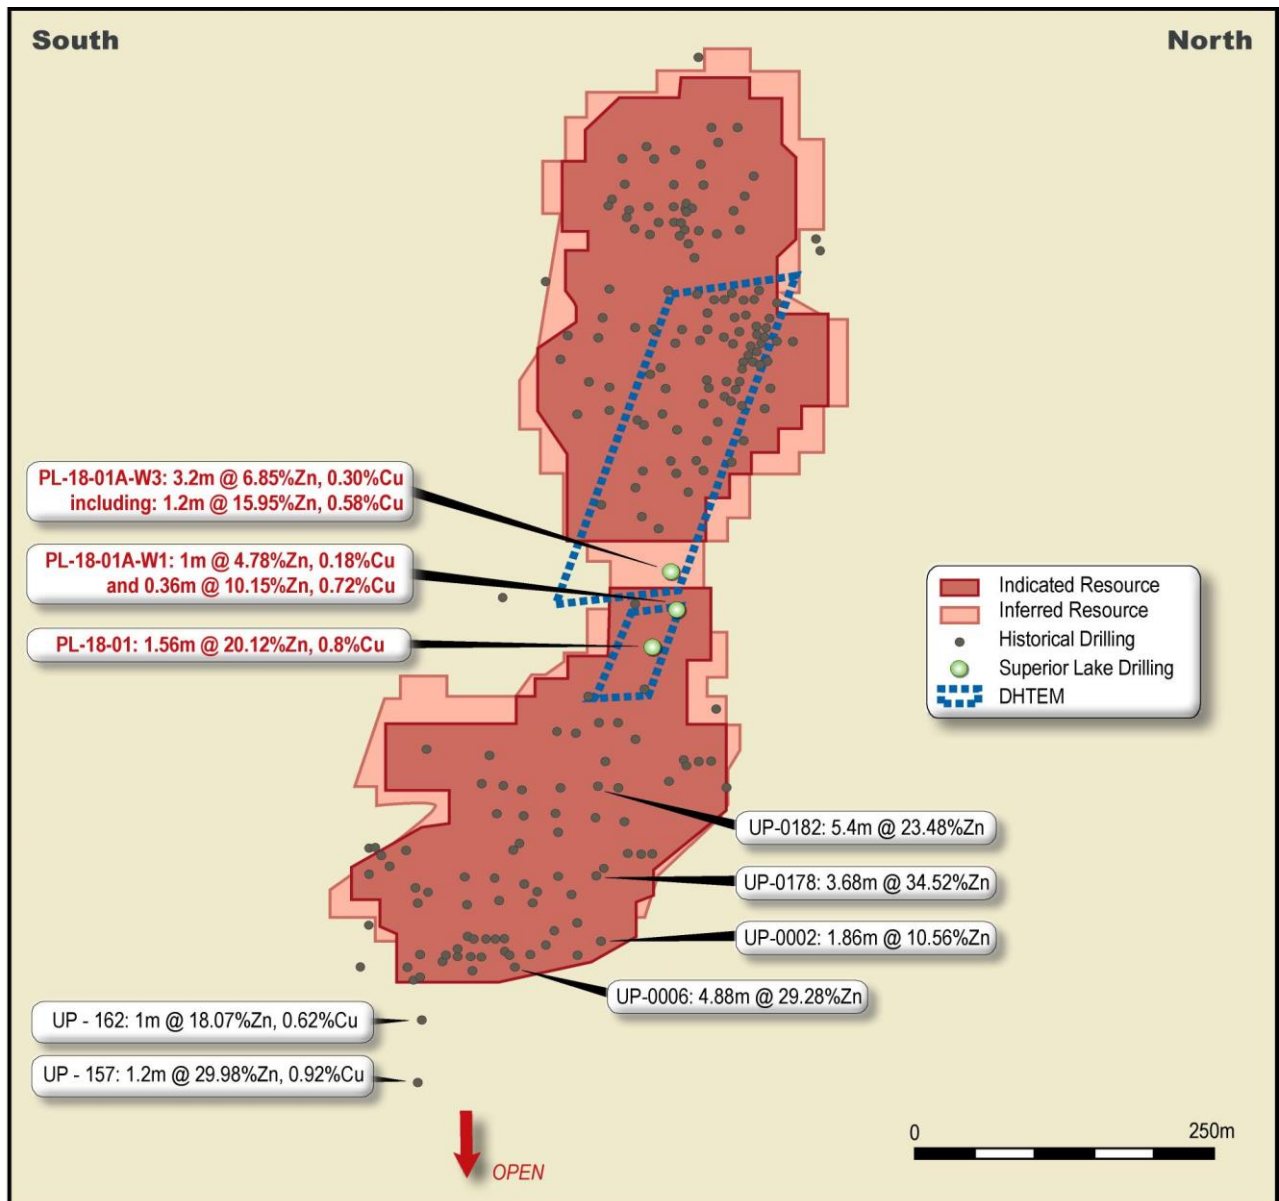 South
North
PL-18-01A-W3: 3.2m @ 6.85%Zn, 0.30%Cu
including: 1.2m @ 15.95%Zn, 0.58%Cu
PL-18-01A-W1: 1m @ 4.78%Zn, 0.18%Cu
and 0.36m @ 10.15%Zn, 0.72%Cu
PL-18-01: 1.56m @ 20.12%Zn, 0.8%Cu
Indicated Resource
Inferred Resource
Historical Drilling
Superior Lake Drilling
DHTEM
UP-0182: 5.4m @ 23.48%Zn
UP-0178: 3.68m @ 34.52%Zn
UP-0002: 1.86m @ 10.56%Zn
UP-0006: 4.88m @ 29.28%Zn
UP - 162: 1m @ 18.07%Zn, 0.62%Cu
UP - 157: 1.2m @ 29.98%Zn, 0.92%Cu
OPEN
0 250m